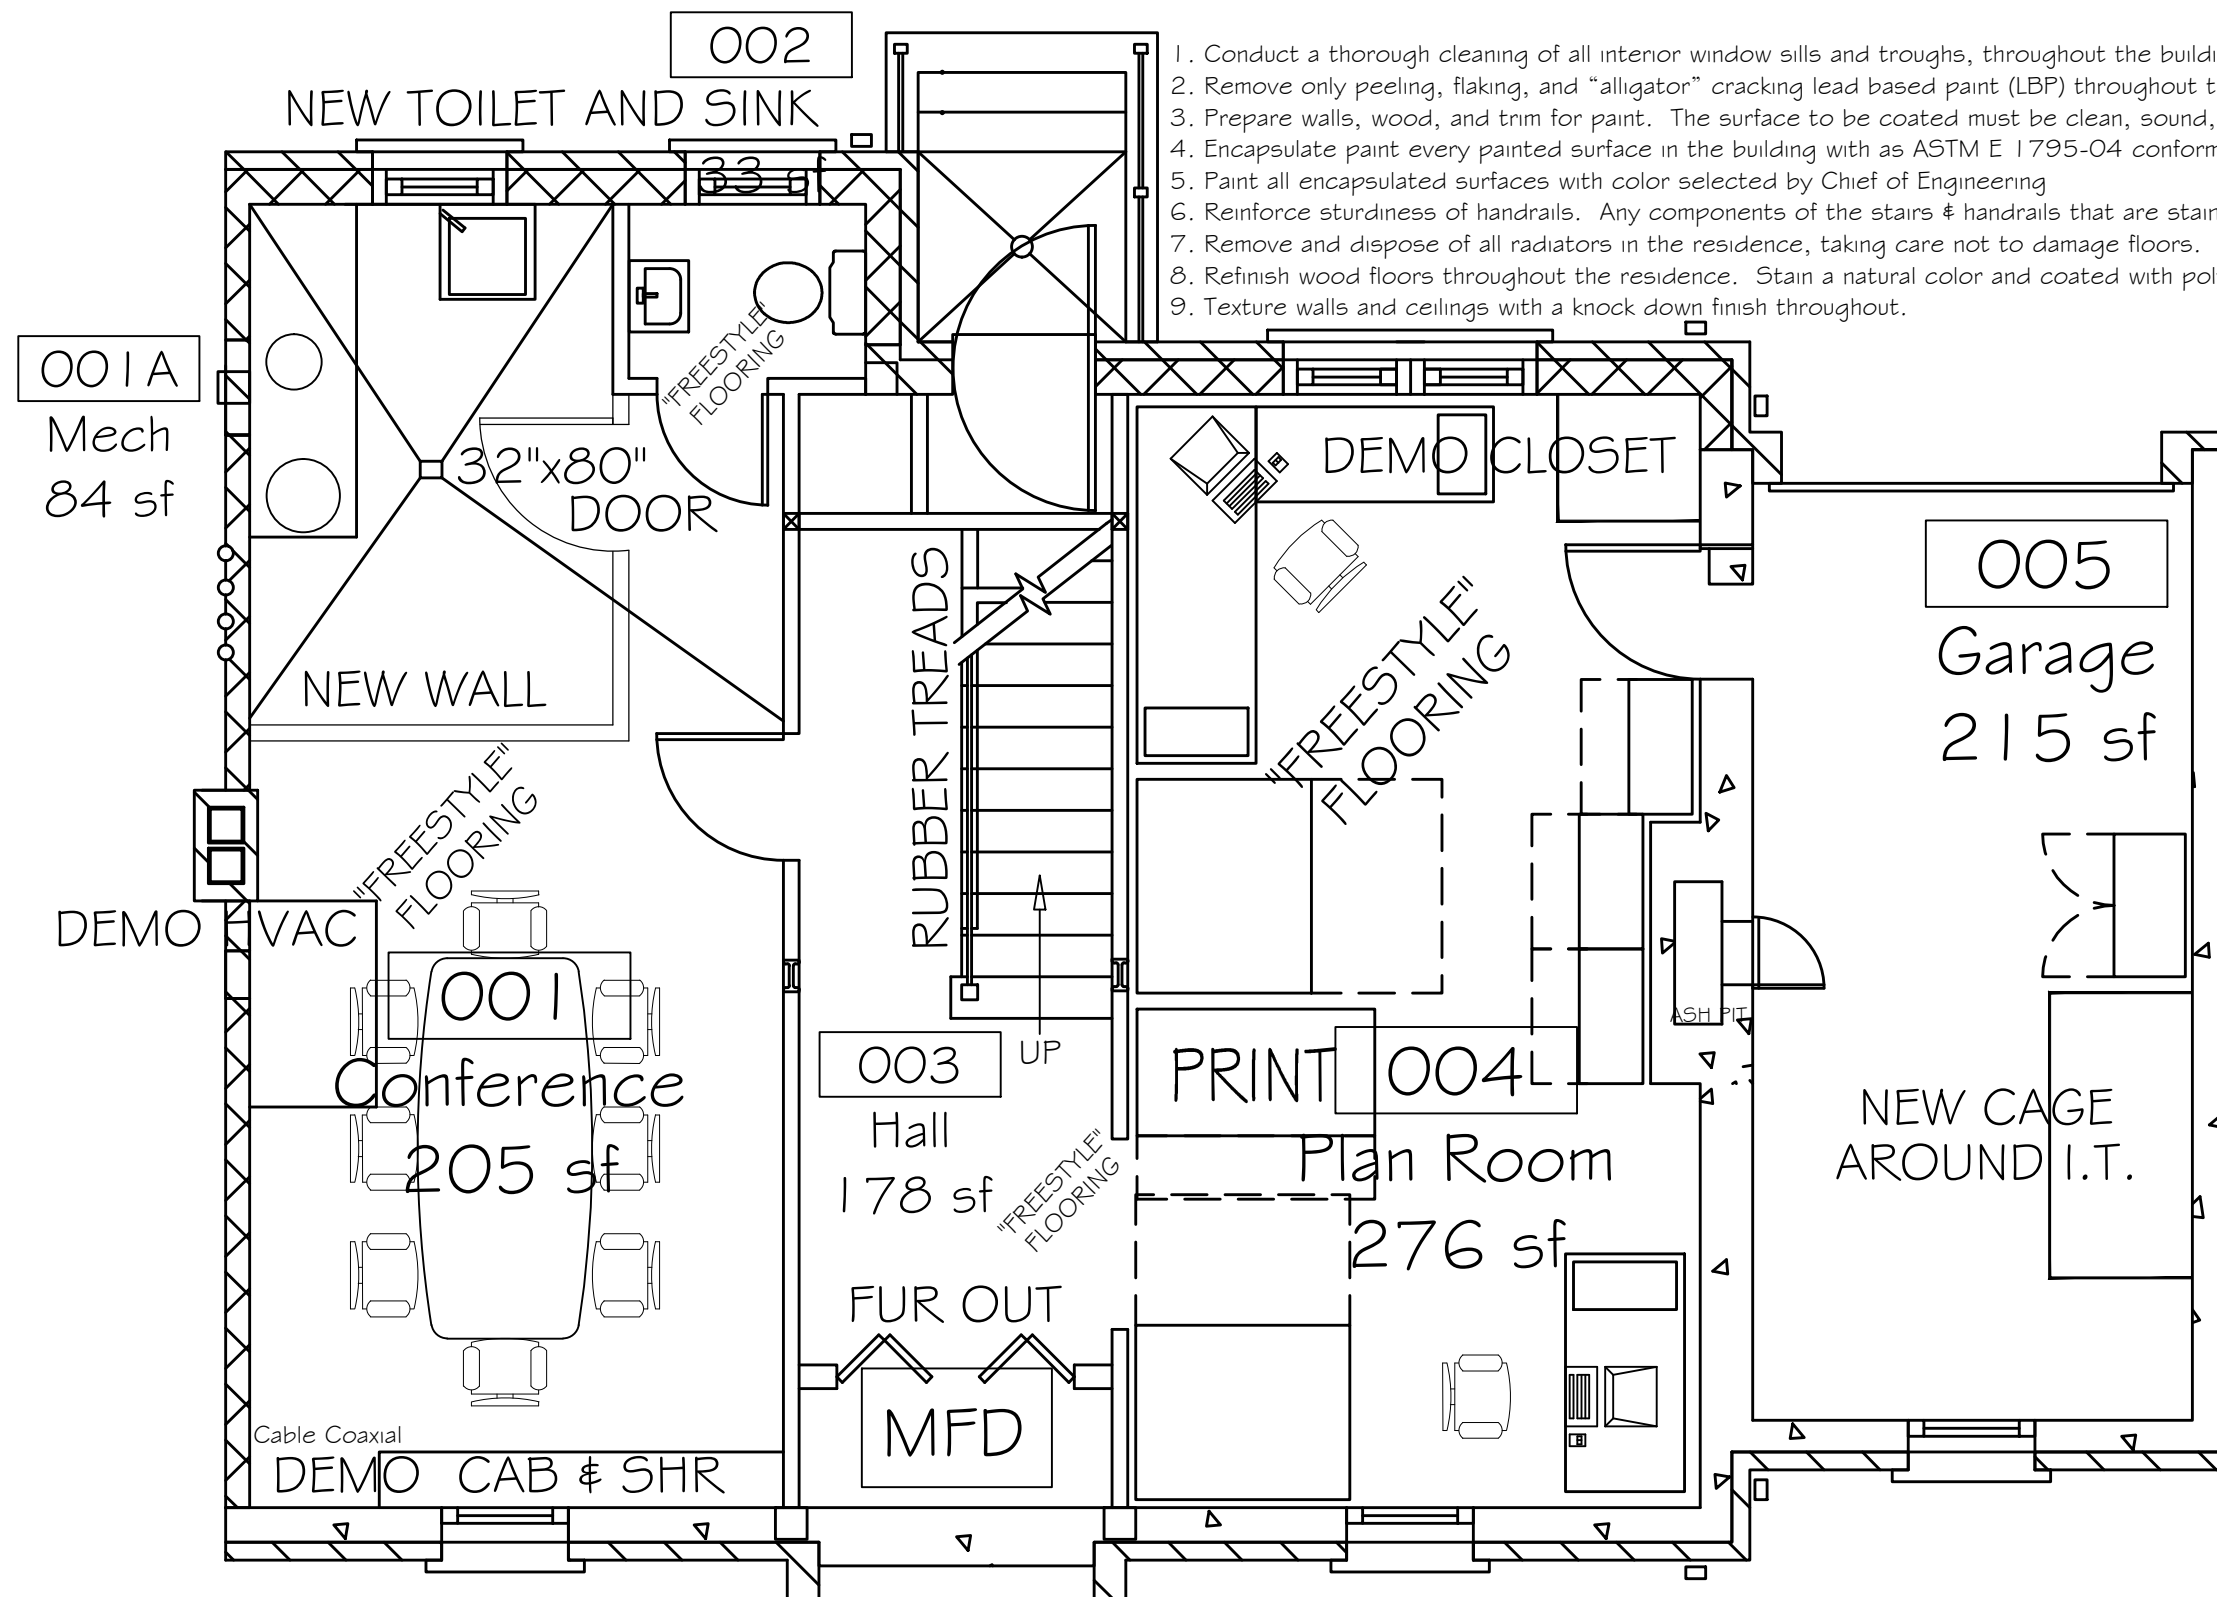 002
NEW TOILET AND SINK
33 sf
1. Conduct a thorough cleaning of all interior window sills and troughs, throughout the
2. Remove only peeling, flaking, and “alligator” cracking lead based paint (LBP) throughout
3. Prepare walls, wood, and trim for paint. The surface to be coated must be clean, sound,
4. Encapsulate paint every painted surface in the building with as ASTM E 1795-04
5. Paint all encapsulated surfaces with color selected by Chief of Engineering
6. Reinforce sturdiness of handrails. Any components of the stairs & handrails that are
7. Remove and dispose of all radiators in the residence, taking care not to damage floors.
8. Refinish wood floors throughout the residence. Stain a natural color and coated with
9. Texture walls and ceilings with a knock down finish throughout.
001A
Mech
84 sf
"FREESTYLE"
FLOORING
32"x80"
DOOR
DEMO CLOSET
005
Garage
215 sf
RUBBER TREADS
"FREESTYLE"
FLOORING
NEW WALL
"FREESTYLE"
FLOORING
DEMO VAC
001
Conference
205 sf
003
Hall
178 sf
UP
"FREESTYLE"
FLOORING
PRINT
004
Plan Room
276 sf
ASH PIT
NEW CAGE
AROUND I.T.
FUR OUT
MFD
Cable Coaxial
DEMO CAB & SHR